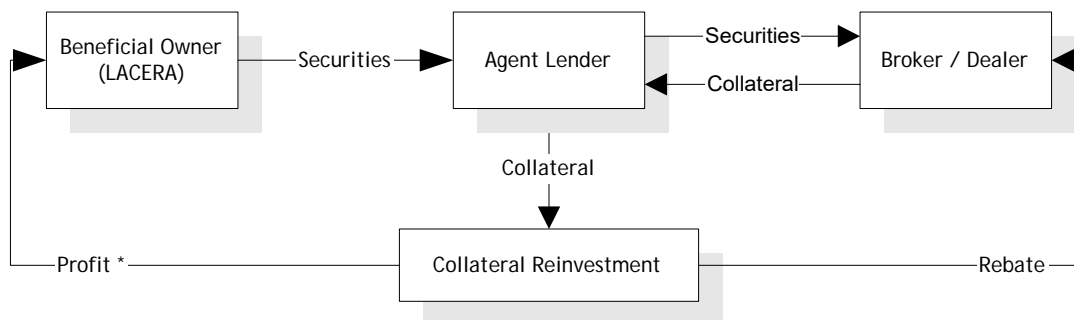 Beneficial Owner
(LACERA)
Securities
Agent Lender
Securities
Collateral
Broker / Dealer
Collateral
Profit *
Collateral Reinvestment
Rebate